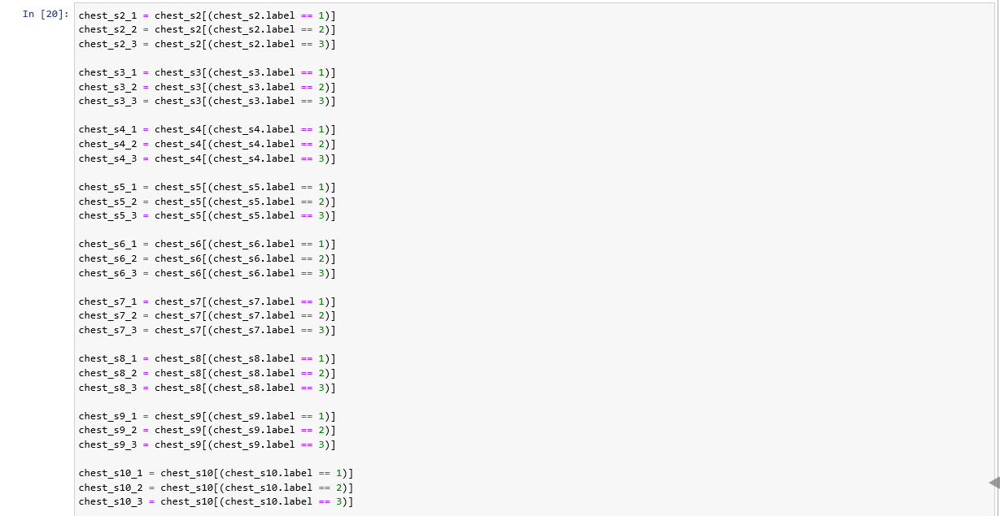 In [20]:
chest_s2_1 = chest_s2[(chest_s2.label == 1)]
chest_s2_2 = chest_s2[(chest_s2.label == 2)]
chest_s2_3 = chest_s2[(chest_s2.label == 3)]

chest_s3_1 = chest_s3[(chest_s3.label == 1)]
chest_s3_2 = chest_s3[(chest_s3.label == 2)]
chest_s3_3 = chest_s3[(chest_s3.label == 3)]

chest_s4_1 = chest_s4[(chest_s4.label == 1)]
chest_s4_2 = chest_s4[(chest_s4.label == 2)]
chest_s4_3 = chest_s4[(chest_s4.label == 3)]

chest_s5_1 = chest_s5[(chest_s5.label == 1)]
chest_s5_2 = chest_s5[(chest_s5.label == 2)]
chest_s5_3 = chest_s5[(chest_s5.label == 3)]

chest_s6_1 = chest_s6[(chest_s6.label == 1)]
chest_s6_2 = chest_s6[(chest_s6.label == 2)]
chest_s6_3 = chest_s6[(chest_s6.label == 3)]

chest_s7_1 = chest_s7[(chest_s7.label == 1)]
chest_s7_2 = chest_s7[(chest_s7.label == 2)]
chest_s7_3 = chest_s7[(chest_s7.label == 3)]

chest_s8_1 = chest_s8[(chest_s8.label == 1)]
chest_s8_2 = chest_s8[(chest_s8.label == 2)]
chest_s8_3 = chest_s8[(chest_s8.label == 3)]

chest_s9_1 = chest_s9[(chest_s9.label == 1)]
chest_s9_2 = chest_s9[(chest_s9.label == 2)]
chest_s9_3 = chest_s9[(chest_s9.label == 3)]

chest_s10_1 = chest_s10[(chest_s10.label == 1)]
chest_s10_2 = chest_s10[(chest_s10.label == 2)]
chest_s10_3 = chest_s10[(chest_s10.label == 3)]